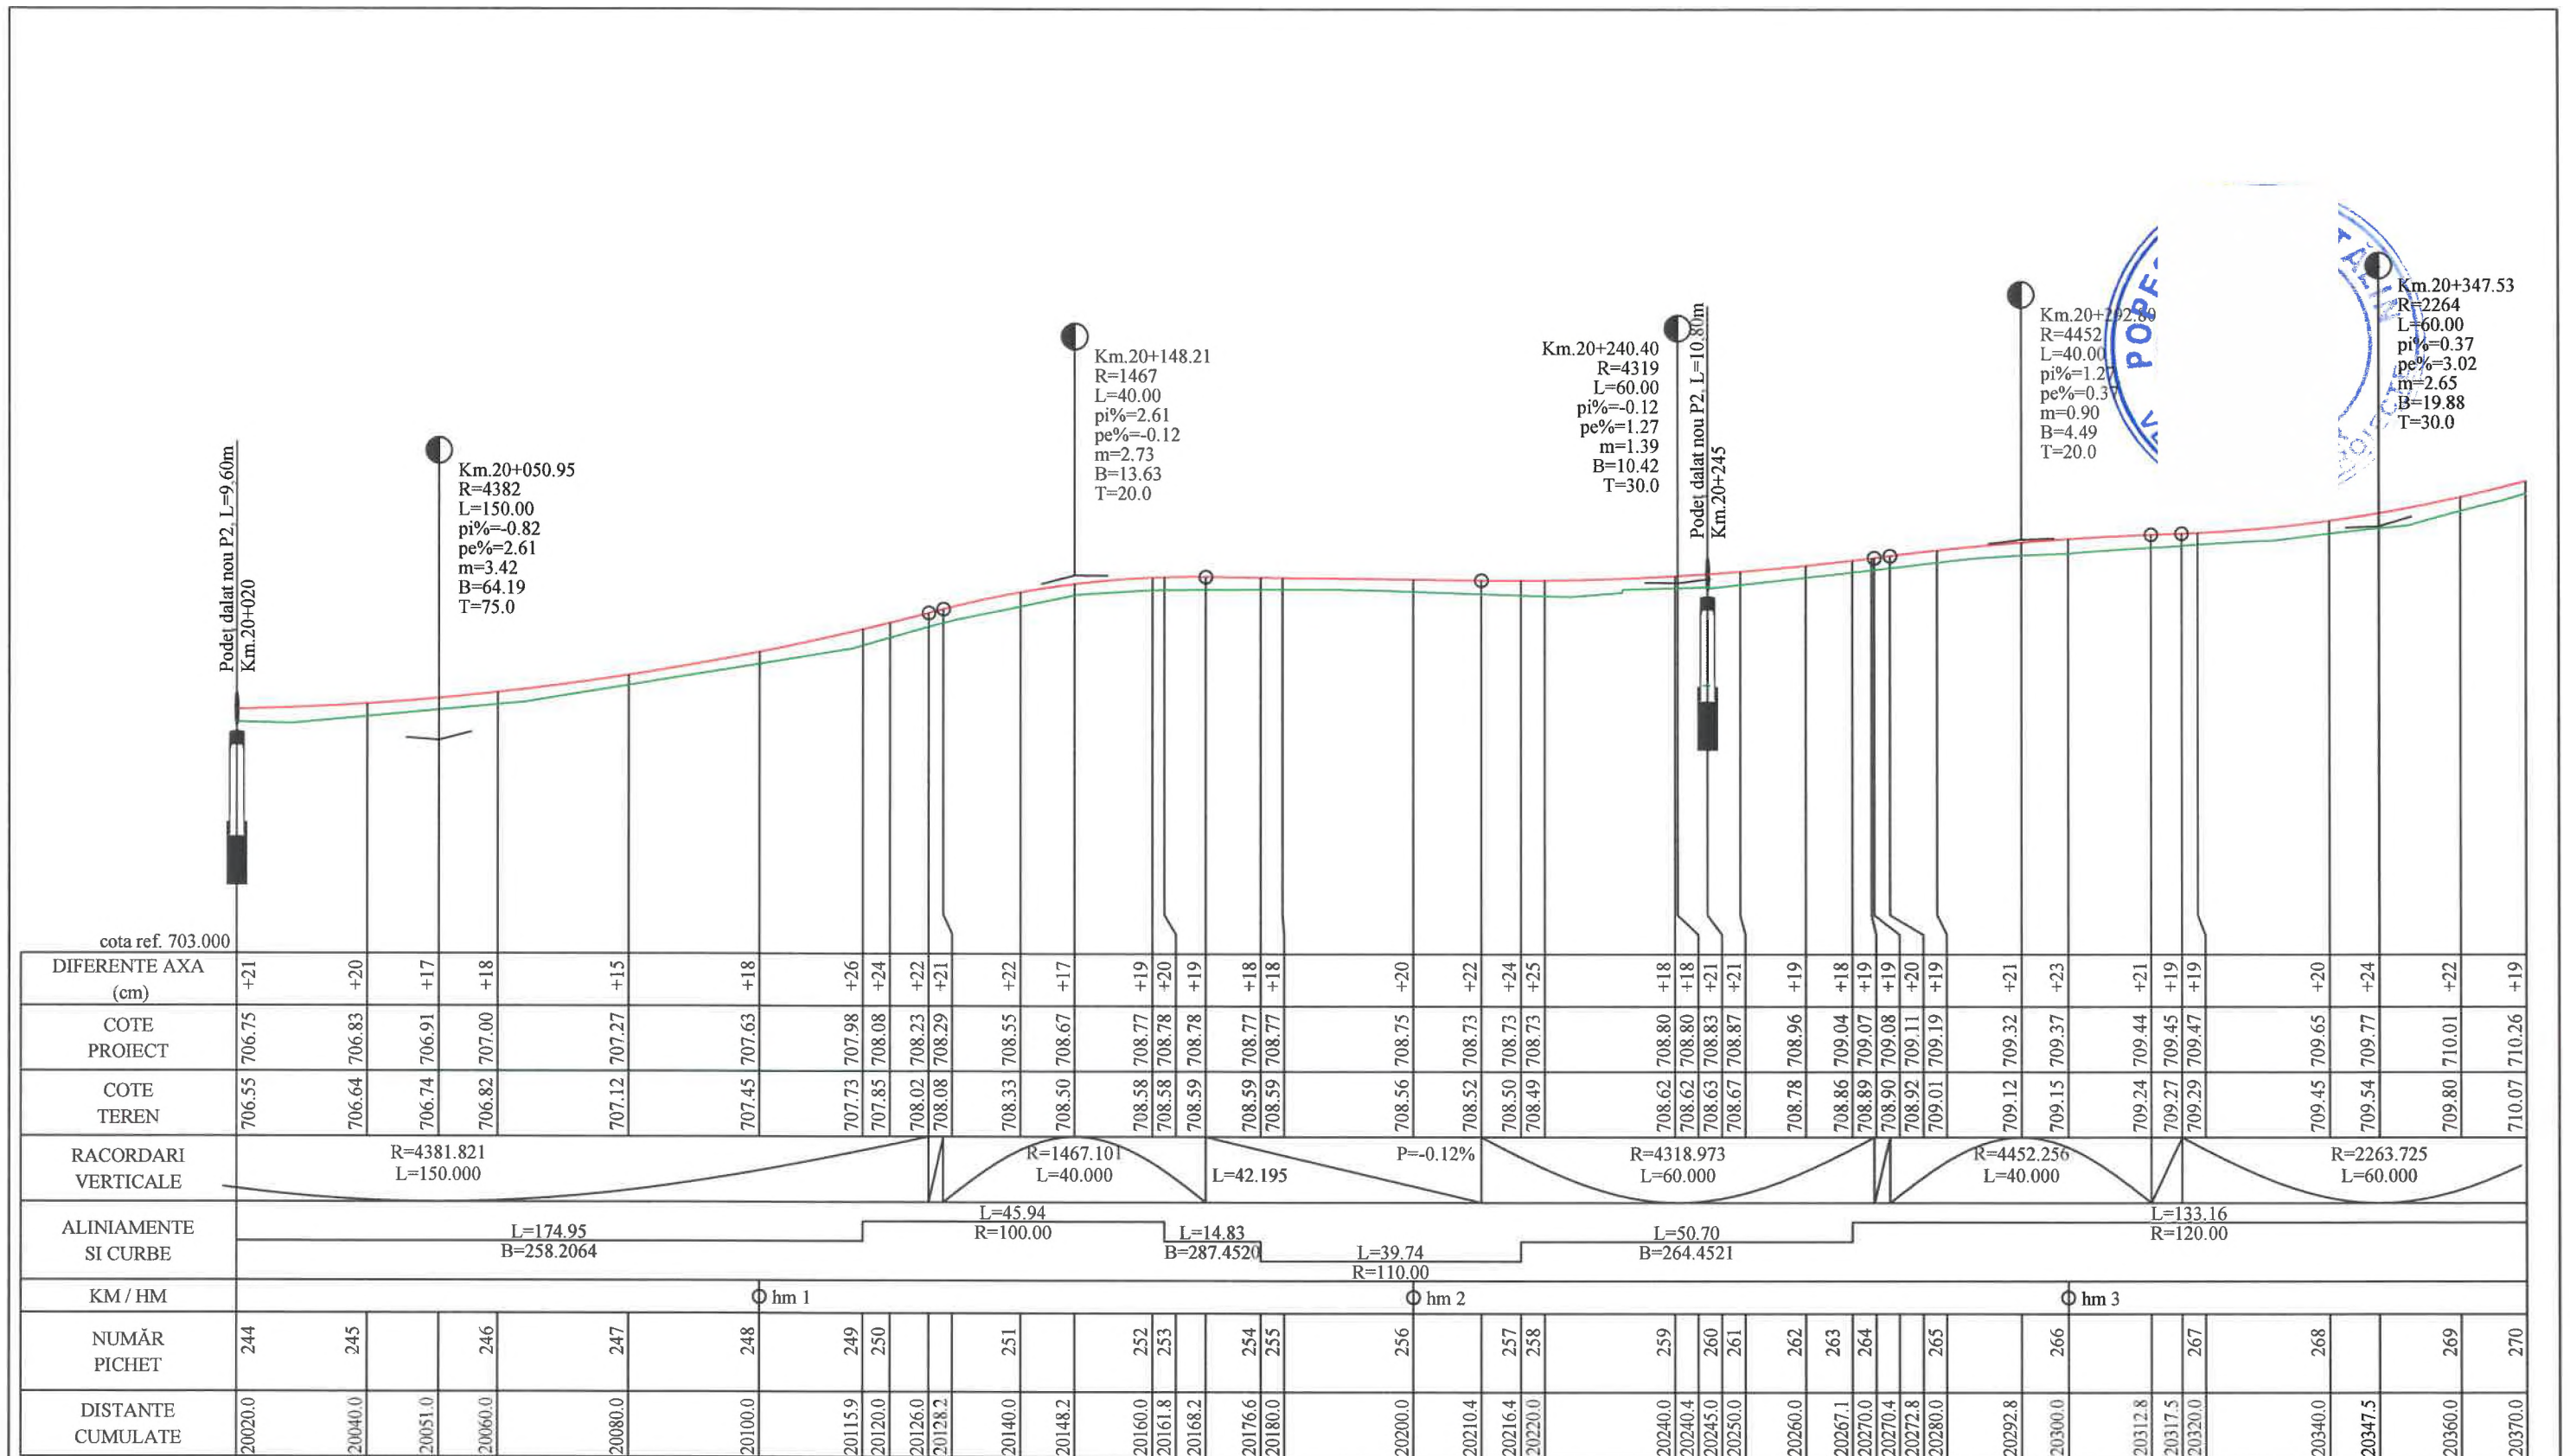 Podeț dalat nou P2, L=9,60m
Km.20+020
Km.20+050.95
R=4382
L=150.00
pi%=-0.82
pe%=2.61
m=3.42
B=64.19
T=75.0
Km.20+148.21
R=1467
L=40.00
pi%=2.61
pe%=-0.12
m=2.73
B=13.63
T=20.0
Km.20+240.40
R=4319
L=60.00
pi%=-0.12
pe%=1.27
m=1.39
B=10.42
T=30.0
Podeț dalat nou P2, L=10,80m
Km.20+245
Km.20+292.80
R=4452
L=40.00
pi%=1.27
pe%=0.37
m=0.90
B=4.49
T=20.0
Km.20+347.53
R=2264
L=60.00
pi%=0.37
pe%=3.02
m=2.65
B=19.88
T=30.0
cota ref. 703.000
DIFERENTE AXA
(cm)
+21 +20 +17 +18 +15 +18 +26 +24 +22 +21 +22 +17 +19 +20 +19 +18 +18 +20 +22 +24 +25 +18 +18 +21 +21 +19 +18 +19 +19 +20 +19 +21 +23 +21 +19 +19 +20 +24 +22 +19
COTE
PROIECT
706.75 706.83 706.91 707.00 707.27 707.63 707.98 708.08 708.23 708.29 708.55 708.67 708.77 708.78 708.78 708.77 708.77 708.75 708.73 708.73 708.73 708.80 708.80 708.83 708.87 708.96 709.04 709.07 709.08 709.11 709.19 709.32 709.37 709.44 709.45 709.47 709.65 709.77 710.01 710.26
COTE
TEREN
706.55 706.64 706.74 706.82 707.12 707.45 707.73 707.85 708.02 708.08 708.33 708.50 708.58 708.58 708.59 708.59 708.59 708.56 708.52 708.50 708.49 708.62 708.62 708.63 708.67 708.78 708.86 708.89 708.90 708.92 709.01 709.12 709.15 709.24 709.27 709.29 709.45 709.54 709.80 710.07
RACORDARI
VERTICALE
R=4381.821
L=150.000
R=1467.101
L=40.000
L=42.195
P=-0.12%
R=4318.973
L=60.000
R=4452.256
L=40.000
R=2263.725
L=60.000
ALINIAMENTE
SI CURBE
L=174.95
B=258.2064
L=45.94
R=100.00
L=14.83
B=287.4520
L=39.74
R=110.00
L=50.70
B=264.4521
L=133.16
R=120.00
KM / HM
hm 1
hm 2
hm 3
NUMĂR
PICHET
244 245 246 247 248 249 250 251 252 253 254 255 256 257 258 259 260 261 262 263 264 265 266 267 268 269 270
DISTANTE
CUMULATE
20020.0 20040.0 20051.0 20060.0 20080.0 20100.0 20115.9 20120.0 20126.0 20128.2 20140.0 20148.2 20160.0 20161.8 20168.2 20176.6 20180.0 20200.0 20210.4 20216.4 20220.0 20240.0 20240.4 20245.0 20250.0 20260.0 20267.1 20270.0 20270.4 20272.8 20280.0 20292.8 20300.0 20312.8 20317.5 20320.0 20340.0 20347.5 20360.0 20370.0